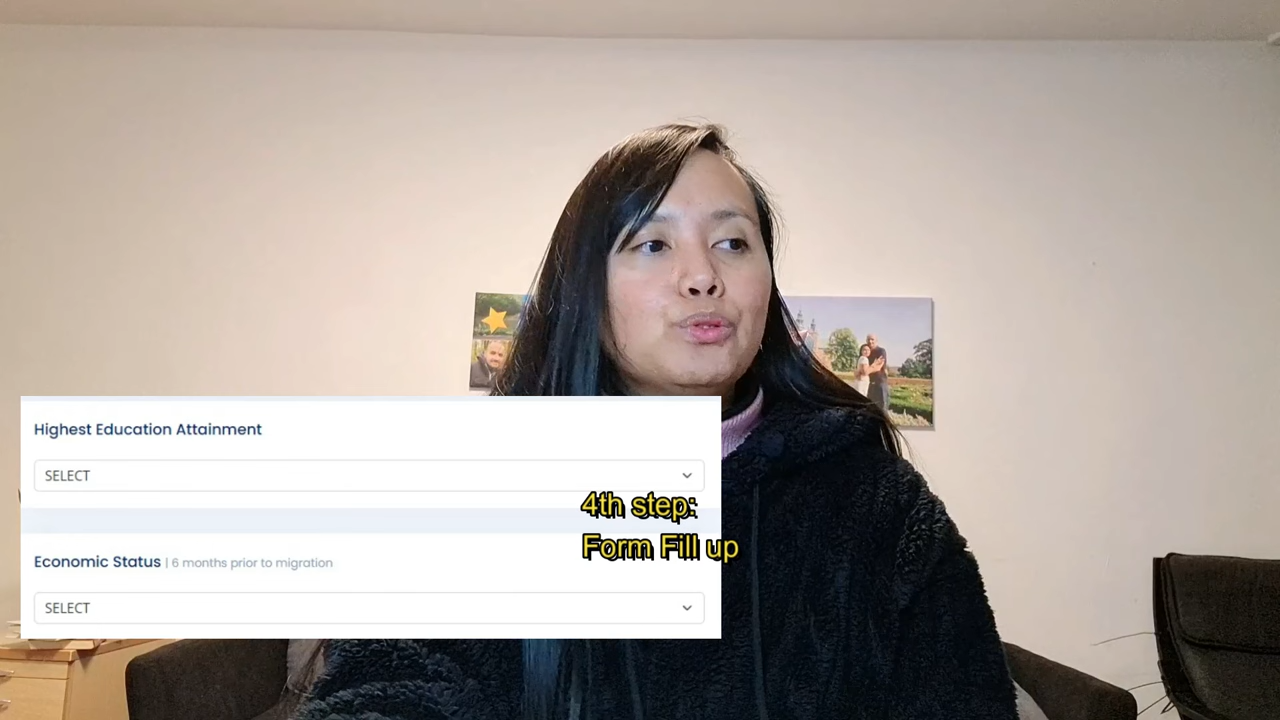 Highest Education Attainment
SELECT
4th step:
Form Fill up
Economic Status | 6 months prior to migration
SELECT